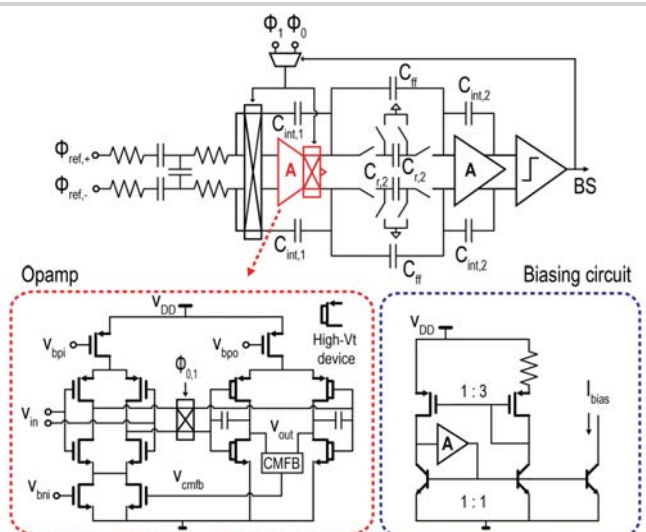 Φ1 Φ0
Cff
Cint,1
Cint,2
Φref,+
A
Cr,2
Cr,2
A
Φref,-
BS
Cint,1
Cff
Cint,2
Opamp
Biasing circuit
VDD
High-Vt
device
Vbpi
Vbpo
Φ0,1
Vin
Vout
CMFB
Vcmfb
Vbni
VDD
1 : 3
Ibias
A
1 : 1